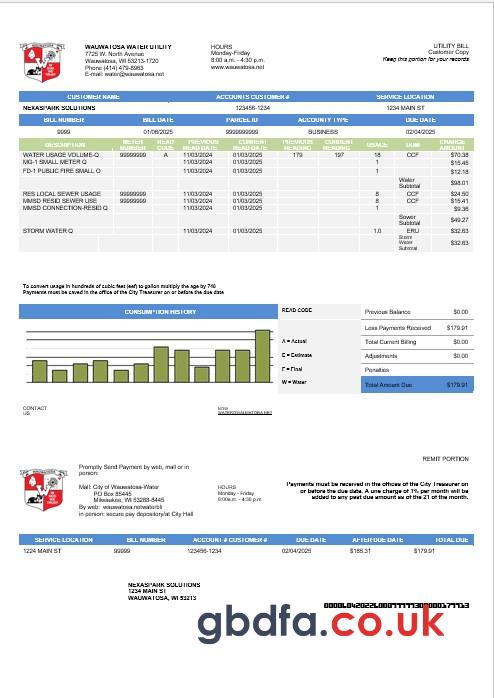 WAUWATOSA WATER UTILITY
7725 W. North Avenue
Wauwatosa, WI 53213-1720
Phone (414) 479-8963
E-mail: water@wauwatosa.net
HOURS
Monday-Friday
8:00 a.m. - 4:30 p.m.
www.wauwatosa.net
UTILITY BILL
Customer Copy
Keep this portion for your records
CUSTOMER NAME ACCOUNTS CUSTOMER # SERVICE LOCATION
NEXASPARK SOLUTIONS 123456-1234 1234 MAIN ST
BILL NUMBER BILL DATE PARCEL ID ACCOUNTY TYPE DUE DATE
9999 01/06/2025 9999999999 BUSINESS 02/04/2025
DESCRIPTION METER NUMBER READ CODE PREVIOUS READ DATE CURRENT READ DATE PREVIOUS READING CURRENT READING USAGE UOM CHARGE AMOUNT
WATER USAGE VOLUME-Q 99999999 A 11/03/2024 01/03/2025 179 197 18 CCF $70.38
MG-1 SMALL METER Q 11/03/2024 01/03/2025 1 $15.45
FD-1 PUBLIC FIRE SMALL O 11/03/2024 01/03/2025 1 $12.18
Water Subtotal $98.01
RES LOCAL SEWER USAGE 11/03/2024 01/03/2025 8 CCF $24.50
MMSD RESID SEWER USE 99999999 11/03/2024 01/03/2025 8 CCF $15.41
MMSD CONNECTION-RESID Q 11/03/2024 01/03/2025 1 $9.36
Sower Subtotal $49.27
STORM WATER Q 11/03/2024 01/03/2025 1.0 ERU $32.63
Storm Water Subtotal $32.63
To convert usage in hundreds of cubic feet (eef) to gallon multiply the age by 748
Payments must be caved in the office of the City Treasurer on or before the due date
CONSUMPTION HISTORY
READ CODE
A = Actual
E = Estimate
F = Final
W = Water
Previous Balance $0.00
Less Payments Received $179.91
Total Current Billing $0.00
Adjustments $0.00
Penalties
Total Amount Due $179.91
CONTACT
US
REMIT PORTION
Promptly Send Payment by web, mail or in
person:
Mail: City of Wauwatosa-Water
PO Box 85445
Milwaukee, WI 53288-8445
By web: wauwatosa.netwaterbli
in person: secure pay depository/at City Hall
HOURS
Monday - Friday
8:00a.m. - 4:30 p.m.
Payments must be received in the offices of the City Treasurer on
or before the due date. A une charge of 1% per month will be
added to any past due amount as of the 21 of the month.
SERVICE LOCATION BILL NUMBER ACCOUNT # CUSTOMER # DUE DATE AFTER DUE DATE TOTAL DUE
1224 MAIN ST 99999 123456-1234 02/04/2025 $185.31 $179.91
NEXASPARK SOLUTIONS
1234 MAIN ST
WAUWATOSA, WI 53213
gbdfa.co.uk